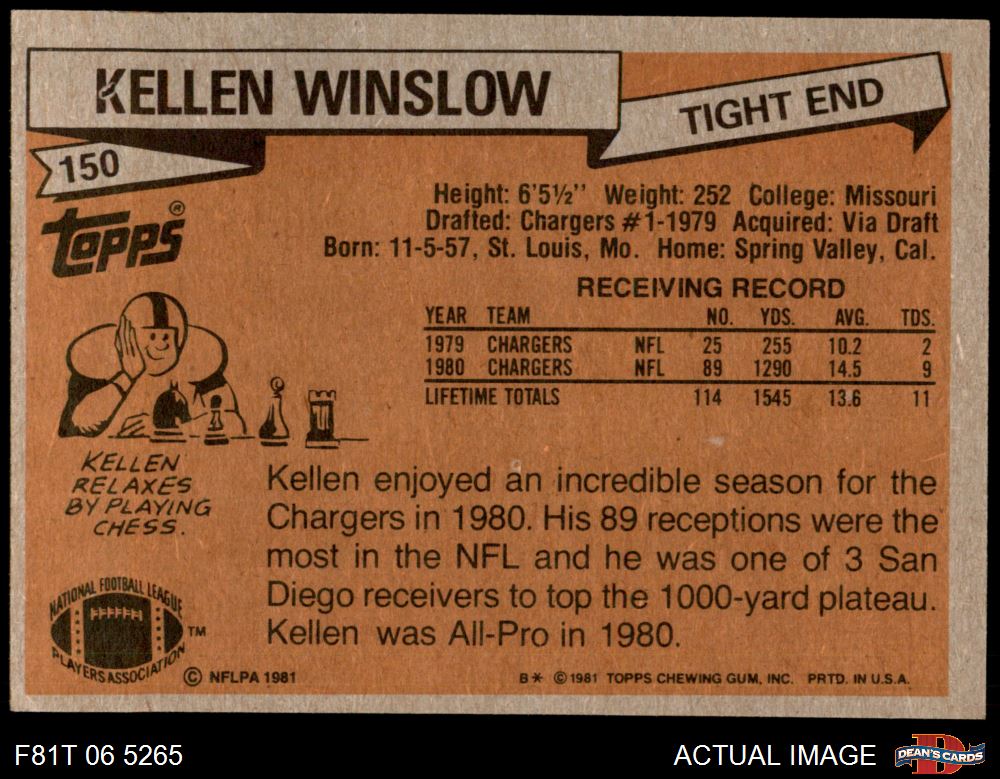 KELLEN WINSLOW
TIGHT END
150
topps®
Height: 6'5½'' Weight: 252 College: Missouri
Drafted: Chargers #1-1979 Acquired: Via Draft
Born: 11-5-57, St. Louis, Mo. Home: Spring Valley, Cal.
RECEIVING RECORD
YEAR TEAM NO. YDS. AVG. TDS.
1979 CHARGERS NFL 25 255 10.2 2
1980 CHARGERS NFL 89 1290 14.5 9
LIFETIME TOTALS 114 1545 13.6 11
KELLEN
RELAXES
BY PLAYING
CHESS.
Kellen enjoyed an incredible season for the
Chargers in 1980. His 89 receptions were the
most in the NFL and he was one of 3 San
Diego receivers to top the 1000-yard plateau.
Kellen was All-Pro in 1980.
NATIONAL FOOTBALL LEAGUE
PLAYERS ASSOCIATION
TM
© NFLPA 1981
B* © 1981 TOPPS CHEWING GUM, INC. PRTD. IN U.S.A.
F81T 06 5265
ACTUAL IMAGE
D
DEAN'S CARDS